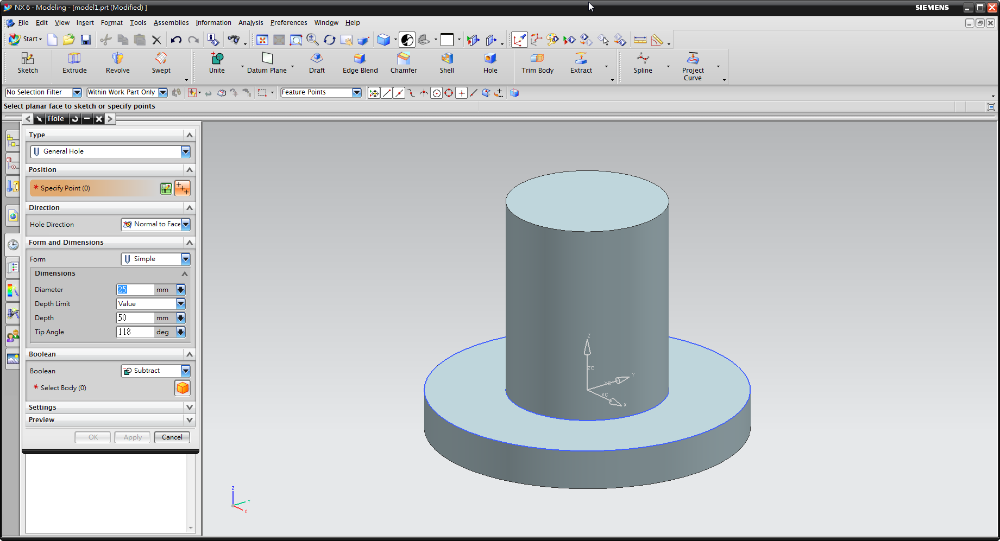 NX 6 - Modeling - [model1.prt (Modified) ]
SIEMENS
File Edit View Insert Format Tools Assemblies Information Analysis Preferences Window Help
Start
Sketch Extrude Revolve Swept Unite Datum Plane Draft Edge Blend Chamfer Shell Hole Trim Body Extract Spline Project Curve
No Selection Filter Within Work Part Only Feature Points
Select planar face to sketch or specify points
Hole
Type
General Hole
Position
* Specify Point (0)
Direction
Hole Direction Normal to Face
Form and Dimensions
Form Simple
Dimensions
Diameter 25 mm
Depth Limit Value
Depth 50 mm
Tip Angle 118 deg
Boolean
Boolean Subtract
* Select Body (0)
Settings
Preview
OK Apply Cancel
Z
ZC
Y
YC
XC
X
Z
Y
X